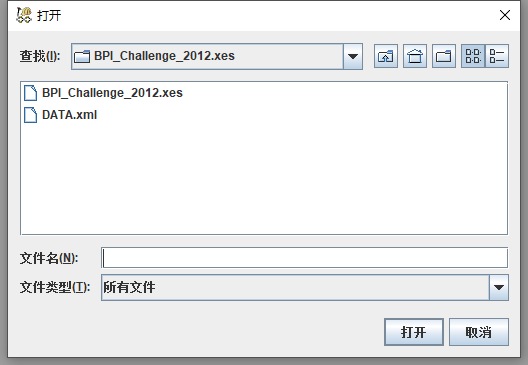 打开
查找(I): BPI_Challenge_2012.xes
BPI_Challenge_2012.xes
DATA.xml
文件名(N):
文件类型(T): 所有文件
打开 取消